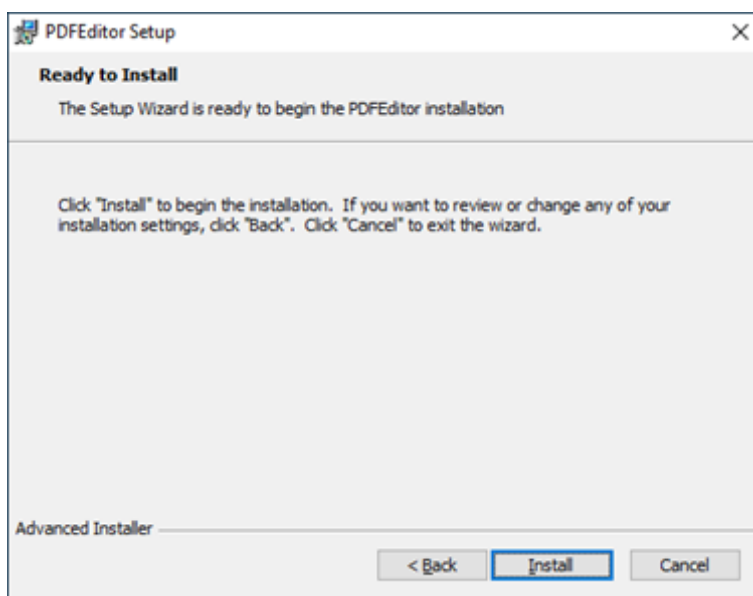 PDFEditor Setup
Ready to Install
The Setup Wizard is ready to begin the PDFEditor installation
Click "Install" to begin the installation. If you want to review or change any of your
installation settings, click "Back". Click "Cancel" to exit the wizard.
Advanced Installer
< Back
Install
Cancel